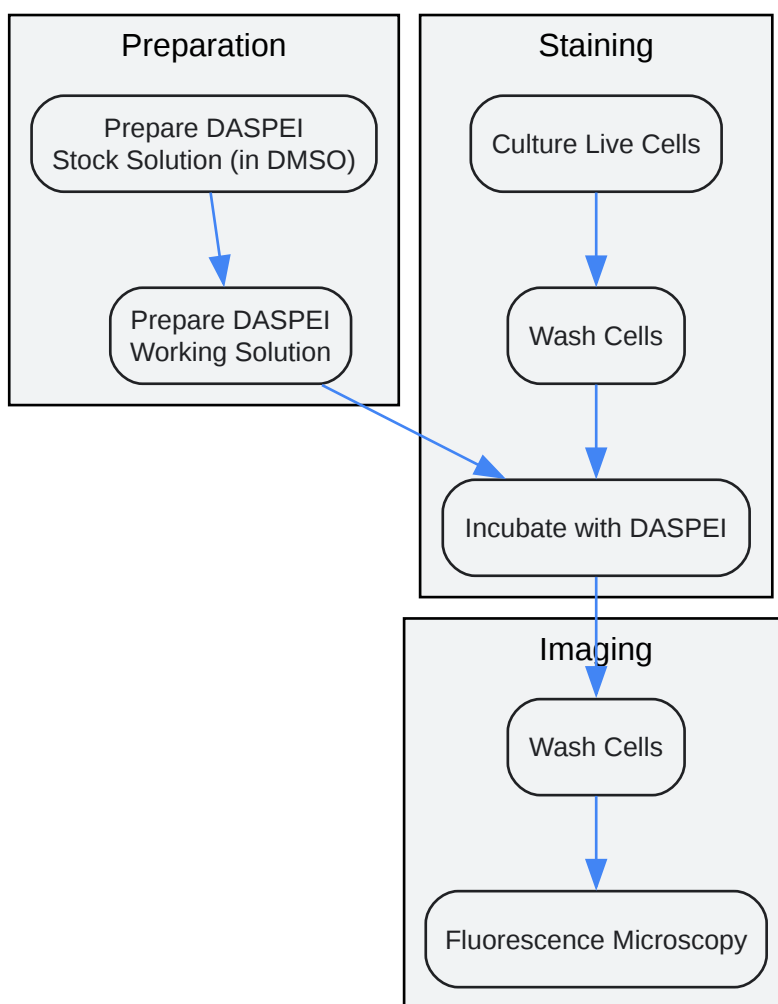 Preparation
Prepare DASPEI
Stock Solution (in DMSO)
Prepare DASPEI
Working Solution
Staining
Culture Live Cells
Wash Cells
Incubate with DASPEI
Imaging
Wash Cells
Fluorescence Microscopy